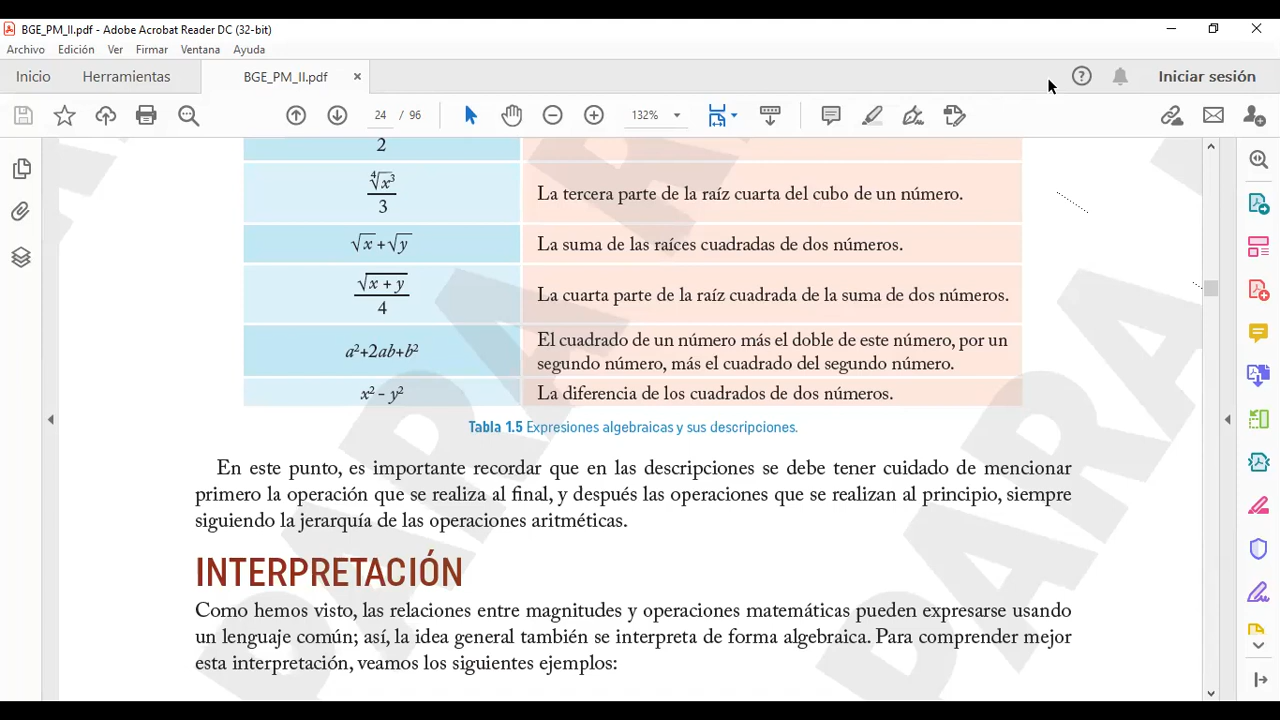 BGE_PM_II.pdf - Adobe Acrobat Reader DC (32-bit)
Archivo Edición Ver Firmar Ventana Ayuda
Inicio Herramientas BGE_PM_II.pdf × Iniciar sesión
24 / 96 132%
2
⁴√x³
3
La tercera parte de la raíz cuarta del cubo de un número.
√x + √y La suma de las raíces cuadradas de dos números.
√x + y
4
La cuarta parte de la raíz cuadrada de la suma de dos números.
a²+2ab+b²
El cuadrado de un número más el doble de este número, por un
segundo número, más el cuadrado del segundo número.
x² – y² La diferencia de los cuadrados de dos números.
Tabla 1.5 Expresiones algebraicas y sus descripciones.
En este punto, es importante recordar que en las descripciones se debe tener cuidado de mencionar
primero la operación que se realiza al final, y después las operaciones que se realizan al principio, siempre
siguiendo la jerarquía de las operaciones aritméticas.
INTERPRETACIÓN
Como hemos visto, las relaciones entre magnitudes y operaciones matemáticas pueden expresarse usando
un lenguaje común; así, la idea general también se interpreta de forma algebraica. Para comprender mejor
esta interpretación, veamos los siguientes ejemplos:
PARA
PARA